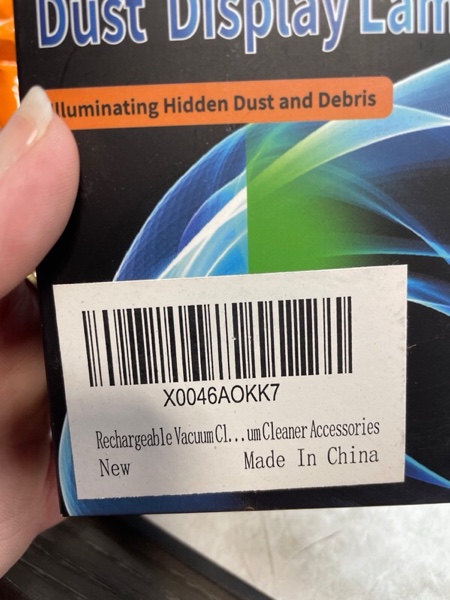 Dust Display Lam
Illuminating Hidden Dust and Debris
X0046AOKK7
Rechargeable Vacuum Cl...um Cleaner Accessories
New Made In China